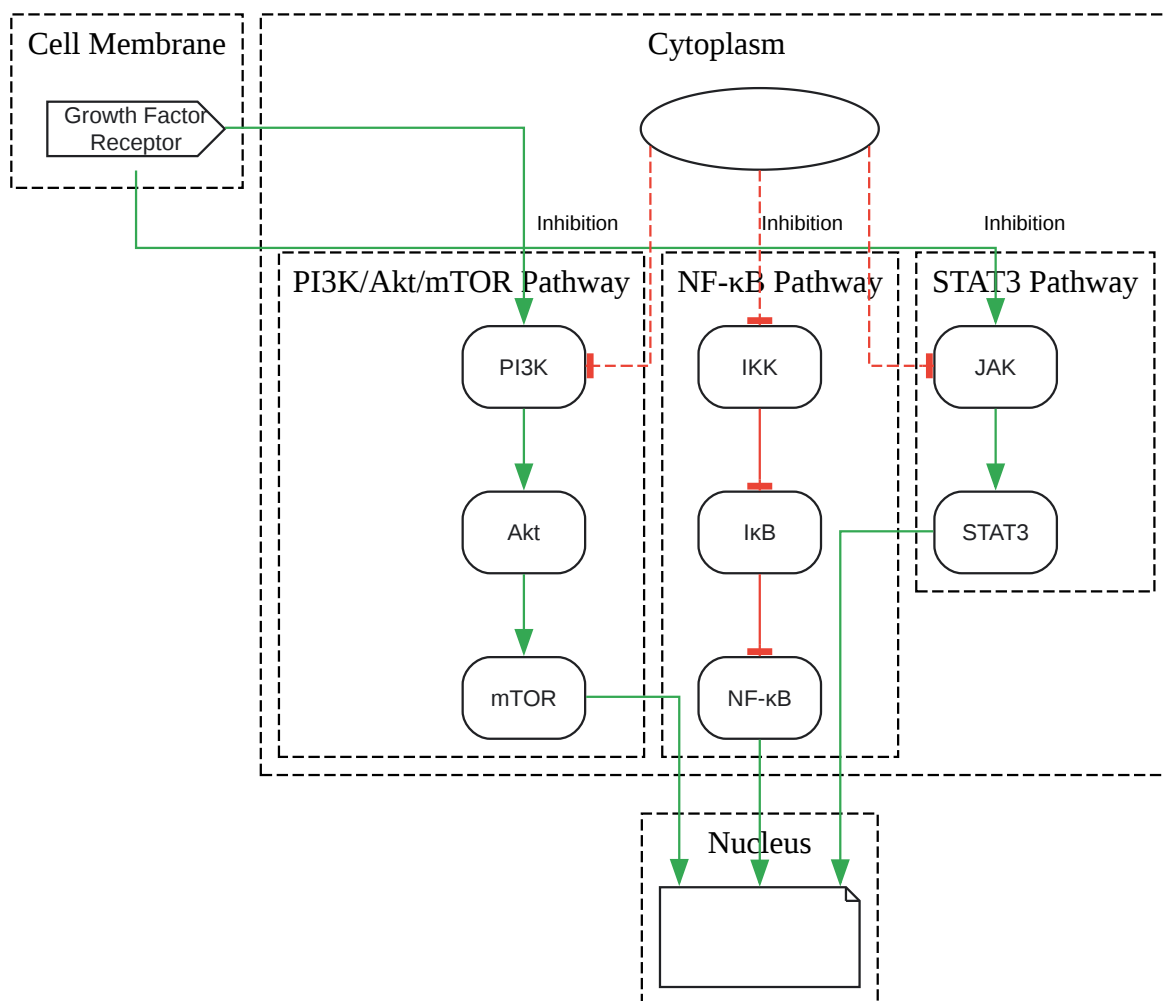 Cell Membrane
Cytoplasm
Growth Factor
Receptor
Inhibition
Inhibition
Inhibition
PI3K/Akt/mTOR Pathway
NF-κB Pathway
STAT3 Pathway
PI3K
IKK
JAK
Akt
IκB
STAT3
mTOR
NF-κB
Nucleus